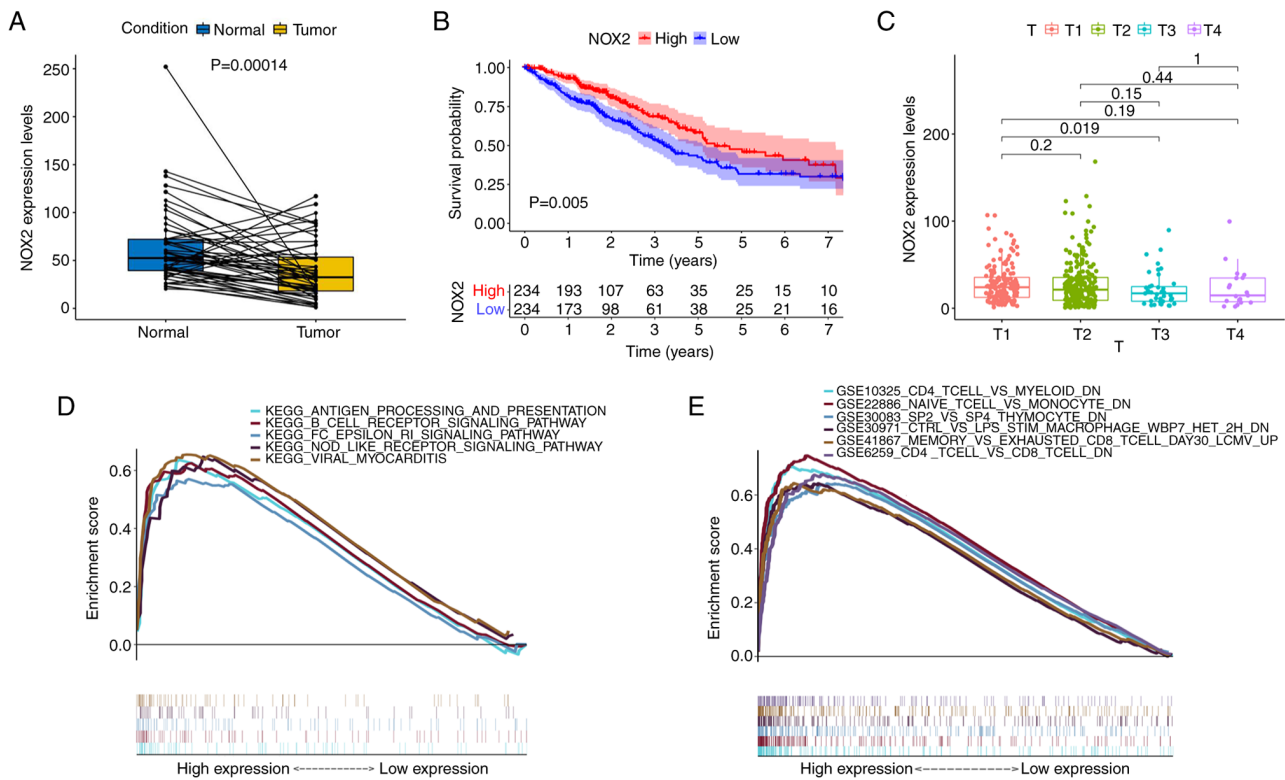 A
Condition Normal Tumor
P=0.00014
NOX2 expression levels
250
200
150
100
50
0
Normal Tumor
B
NOX2 High Low
Survival probability
1.00
0.75
0.50
0.25
0.00
P=0.005
0 1 2 3 5 5 6 7
Time (years)
NOX2
High 234 193 107 63 35 25 15 10
Low 234 173 98 61 38 25 21 16
0 1 2 3 5 5 6 7
Time (years)
C
T T1 T2 T3 T4
NOX2 expression levels
200
100
0
1
0.44
0.15
0.19
0.019
0.2
T1 T2 T3 T4
T
D
KEGG_ANTIGEN_PROCESSING_AND_PRESENTATION
KEGG_B_CELL_RECEPTOR_SIGNALING_PATHWAY
KEGG_FC_EPSILON_RI_SIGNALING_PATHWAY
KEGG_NOD_LIKE_RECEPTOR_SIGNALING_PATHWAY
KEGG_VIRAL_MYOCARDITIS
Enrichment score
0.6
0.4
0.2
0.0
High expression Low expression
E
GSE10325_CD4_TCELL_VS_MYELOID_DN
GSE22886_NAIVE_TCELL_VS_MONOCYTE_DN
GSE30083_SP2_VS_SP4_THYMOCYTE_DN
GSE30971_CTRL_VS_LPS_STIM_MACROPHAGE_WBP7_HET_2H_DN
GSE41867_MEMORY_VS_EXHAUSTED_CD8_TCELL_DAY30_LCMV_UP
GSE6259_CD4_TCELL_VS_CD8_TCELL_DN
Enrichment score
0.6
0.4
0.2
0.0
High expression Low expression